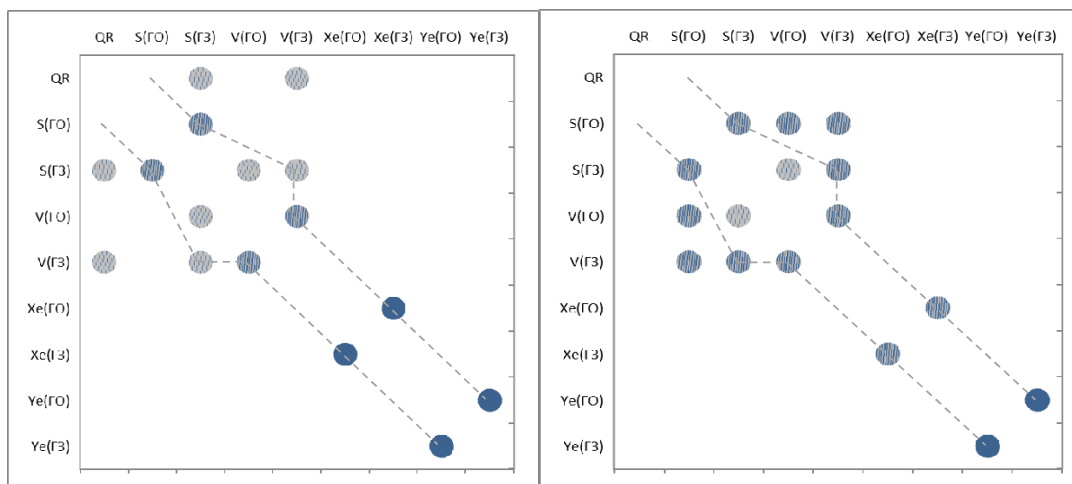 QR S(ГО) S(ГЗ) V(ГО) V(ГЗ) Xe(ГО) Xe(ГЗ) Ye(ГО) Ye(ГЗ)
QR
S(ГО)
S(ГЗ)
V(ГО)
V(ГЗ)
Xe(ГО)
Xe(ГЗ)
Ye(ГО)
Ye(ГЗ)
QR S(ГО) S(ГЗ) V(ГО) V(ГЗ) Xe(ГО) Xe(ГЗ) Ye(ГО) Ye(ГЗ)
QR
S(ГО)
S(ГЗ)
V(ГО)
V(ГЗ)
Xe(ГО)
Xe(ГЗ)
Ye(ГО)
Ye(ГЗ)